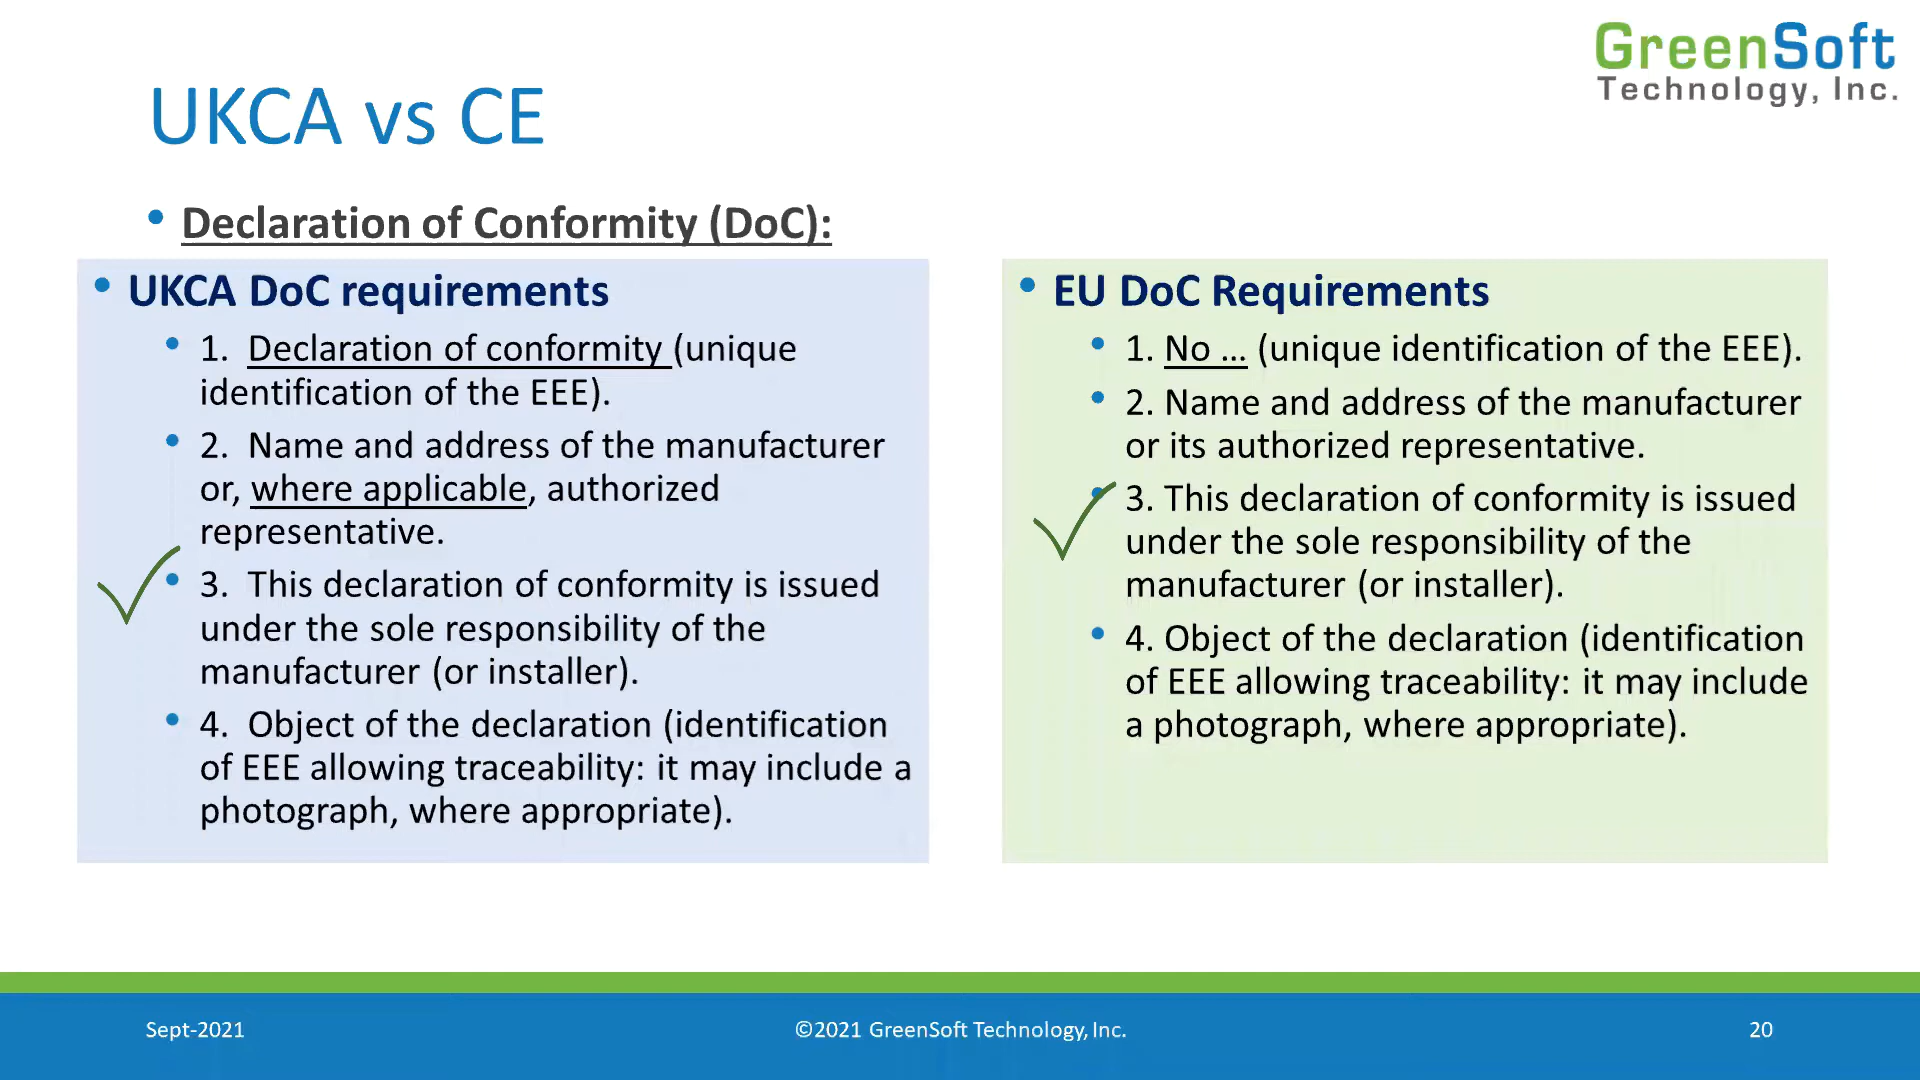 GreenSoft
Technology, Inc.
UKCA vs CE
• Declaration of Conformity (DoC):
• UKCA DoC requirements
• 1. Declaration of conformity (unique
identification of the EEE).
• 2. Name and address of the manufacturer
or, where applicable, authorized
representative.
• 3. This declaration of conformity is issued
under the sole responsibility of the
manufacturer (or installer).
• 4. Object of the declaration (identification
of EEE allowing traceability: it may include a
photograph, where appropriate).
• EU DoC Requirements
• 1. No ... (unique identification of the EEE).
• 2. Name and address of the manufacturer
or its authorized representative.
• 3. This declaration of conformity is issued
under the sole responsibility of the
manufacturer (or installer).
• 4. Object of the declaration (identification
of EEE allowing traceability: it may include
a photograph, where appropriate).
Sept-2021
©2021 GreenSoft Technology, Inc.
20